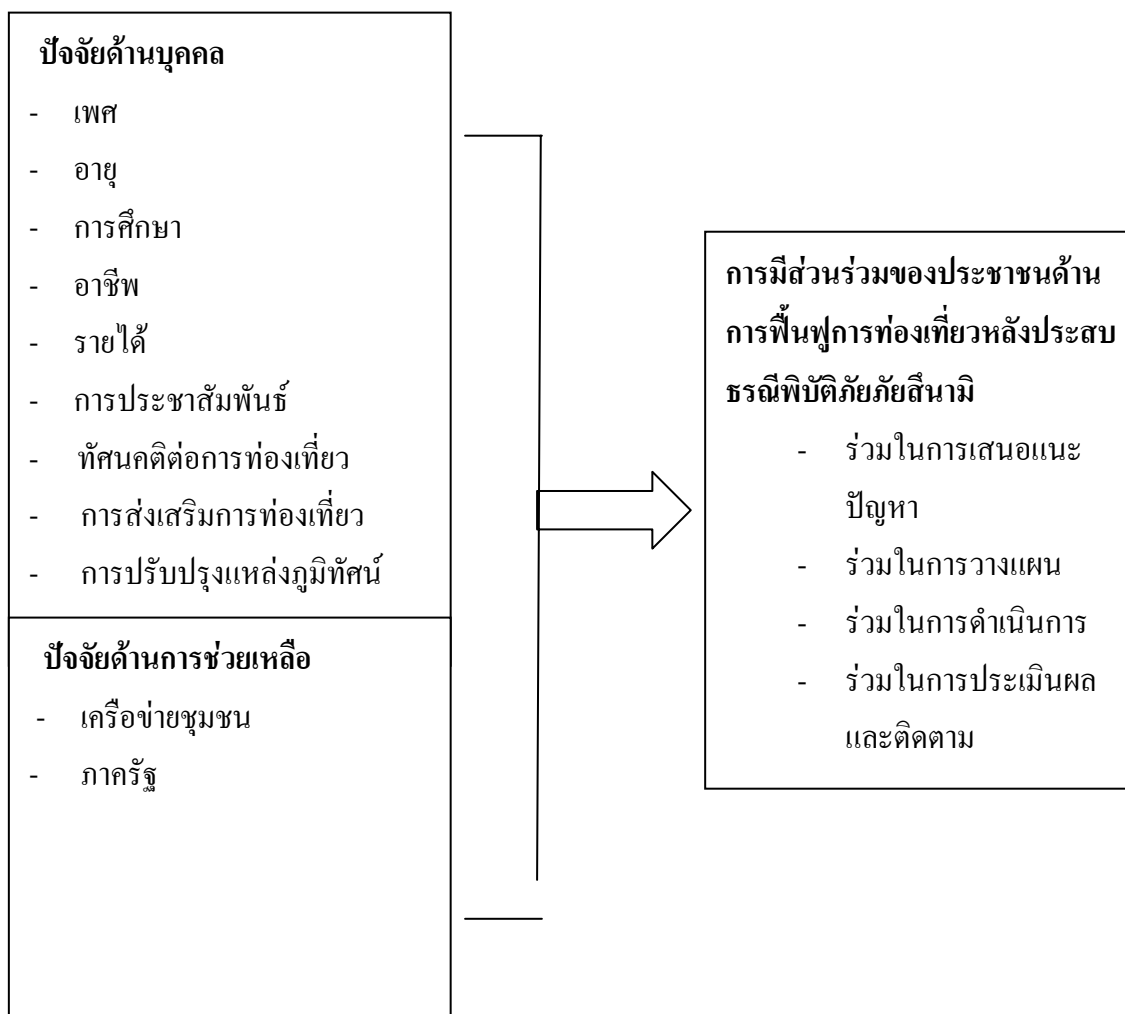 ปัจจัยด้านบุคคล
- เพศ
- อายุ
- การศึกษา
- อาชีพ
- รายได้
- การประชาสัมพันธ์
- ทัศนคติต่อการท่องเที่ยว
- การส่งเสริมการท่องเที่ยว
- การปรับปรุงแหล่งภูมิทัศน์
ปัจจัยด้านการช่วยเหลือ
- เครือข่ายชุมชน
- ภาครัฐ
การมีส่วนร่วมของประชาชนด้าน
การฟื้นฟูการท่องเที่ยวหลังประสบ
ธรณีพิบัติภัยภัยสึนามิ
- ร่วมในการเสนอแนะ
ปัญหา
- ร่วมในการวางแผน
- ร่วมในการดำเนินการ
- ร่วมในการประเมินผล
และติดตาม